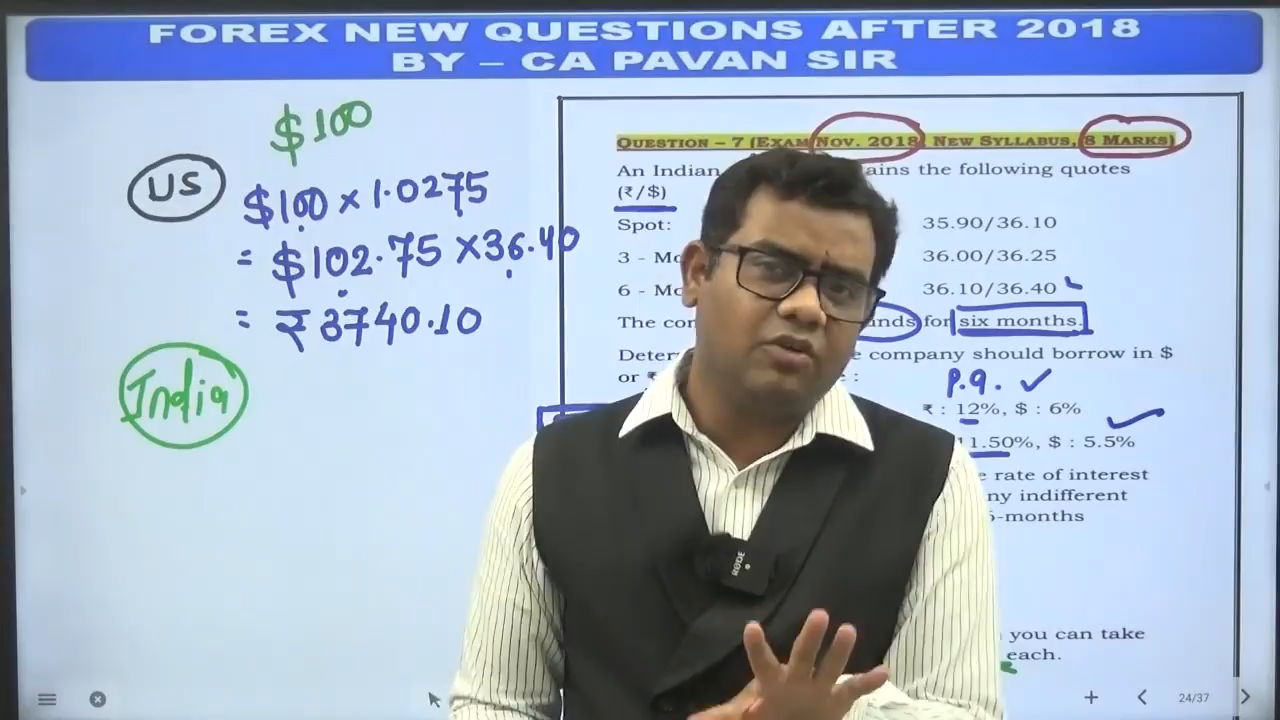 FOREX NEW QUESTIONS AFTER 2018
BY – CA PAVAN SIR
$100
US
$100 × 1.0275
= $102.75 × 36.40
= ₹3740.10
India
QUESTION – 7 (EXAM NOV. 2018, NEW SYLLABUS, 8 MARKS)
An Indian ains the following quotes
(₹/$)
Spot: 35.90/36.10
3 - Mo 36.00/36.25
6 - Mo 36.10/36.40
The con unds for six months.
Deter e company should borrow in $
or ₹ :
p.a.
₹ : 12%, $ : 6%
11.50%, $ : 5.5%
e rate of interest
ny indifferent
-months
you can take
each.
RØDE
24/37